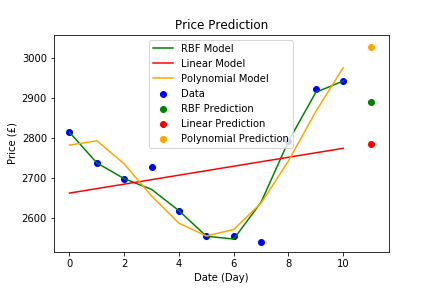 Price Prediction
RBF Model
Linear Model
Polynomial Model
Data
RBF Prediction
Linear Prediction
Polynomial Prediction
Price (£)
3000
2900
2800
2700
2600
0 2 4 6 8 10
Date (Day)